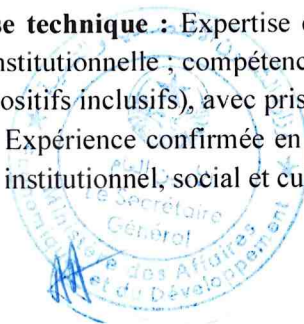 se technique : Expertise
nstitutionnelle ; compétenc
ositifs inclusifs), avec pris
Expérience confirmée en
institutionnel, social et cu
Le Secrétaire
Général
des Affaires
et du Développement